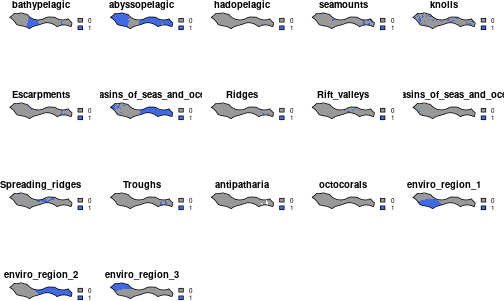 bathypelagic abyssopelagic hadopelagic seamounts knolls
0 0 0 0 0
1 1 1 1 1
Escarpments asins_of_seas_and_oc Ridges Rift_valleys asins_of_seas_and_oc
0 0 0 0 0
1 1 1 1 1
Spreading_ridges Troughs antipatharia octocorals enviro_region_1
0 0 0 0 0
1 1 1 1 1
enviro_region_2 enviro_region_3
0 0
1 1